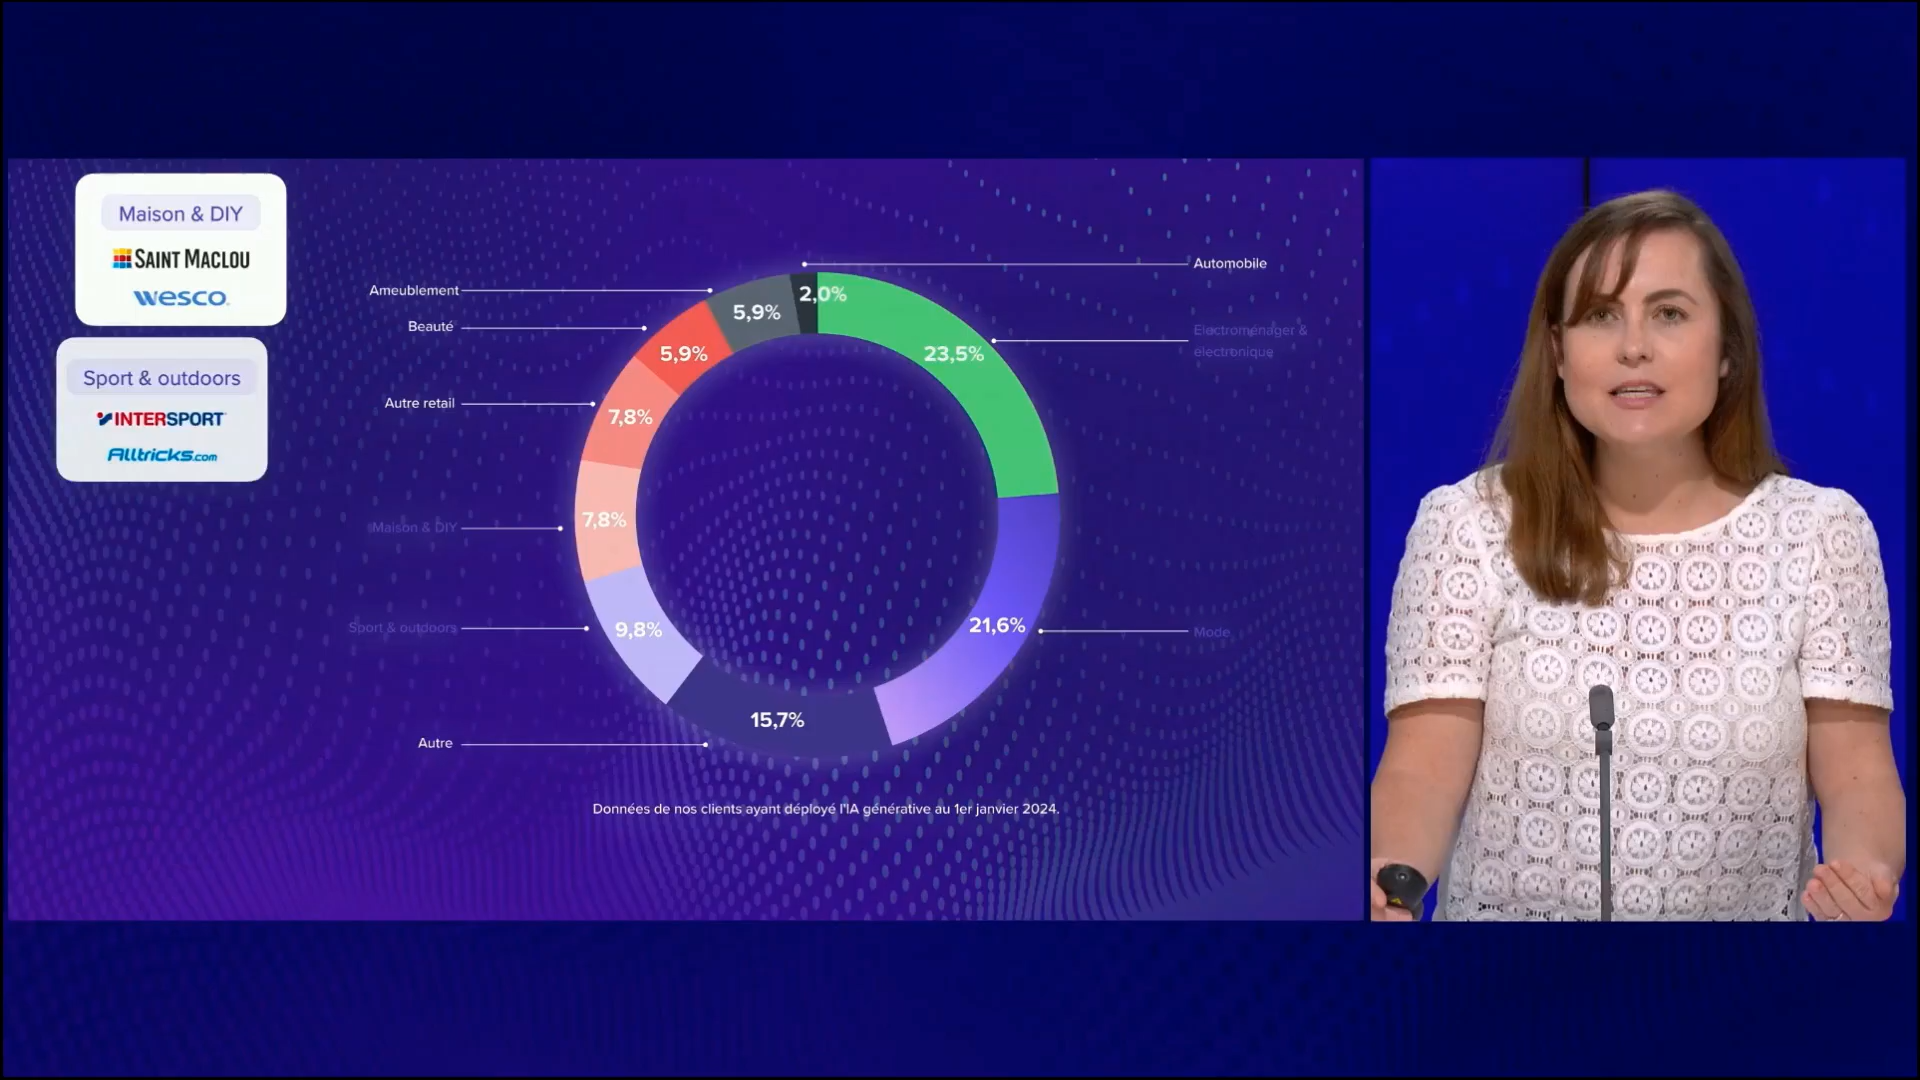 Maison & DIY
SAINT MACLOU
wesco.
Sport & outdoors
INTERSPORT
Alltricks.com
Automobile
Ameublement
2,0%
5,9%
Beauté
Electroménager &
électronique
5,9%
23,5%
Autre retail
7,8%
Maison & DIY
7,8%
Sport & outdoors
9,8%
21,6%
Mode
15,7%
Autre
Données de nos clients ayant déployé l'IA générative au 1er janvier 2024.